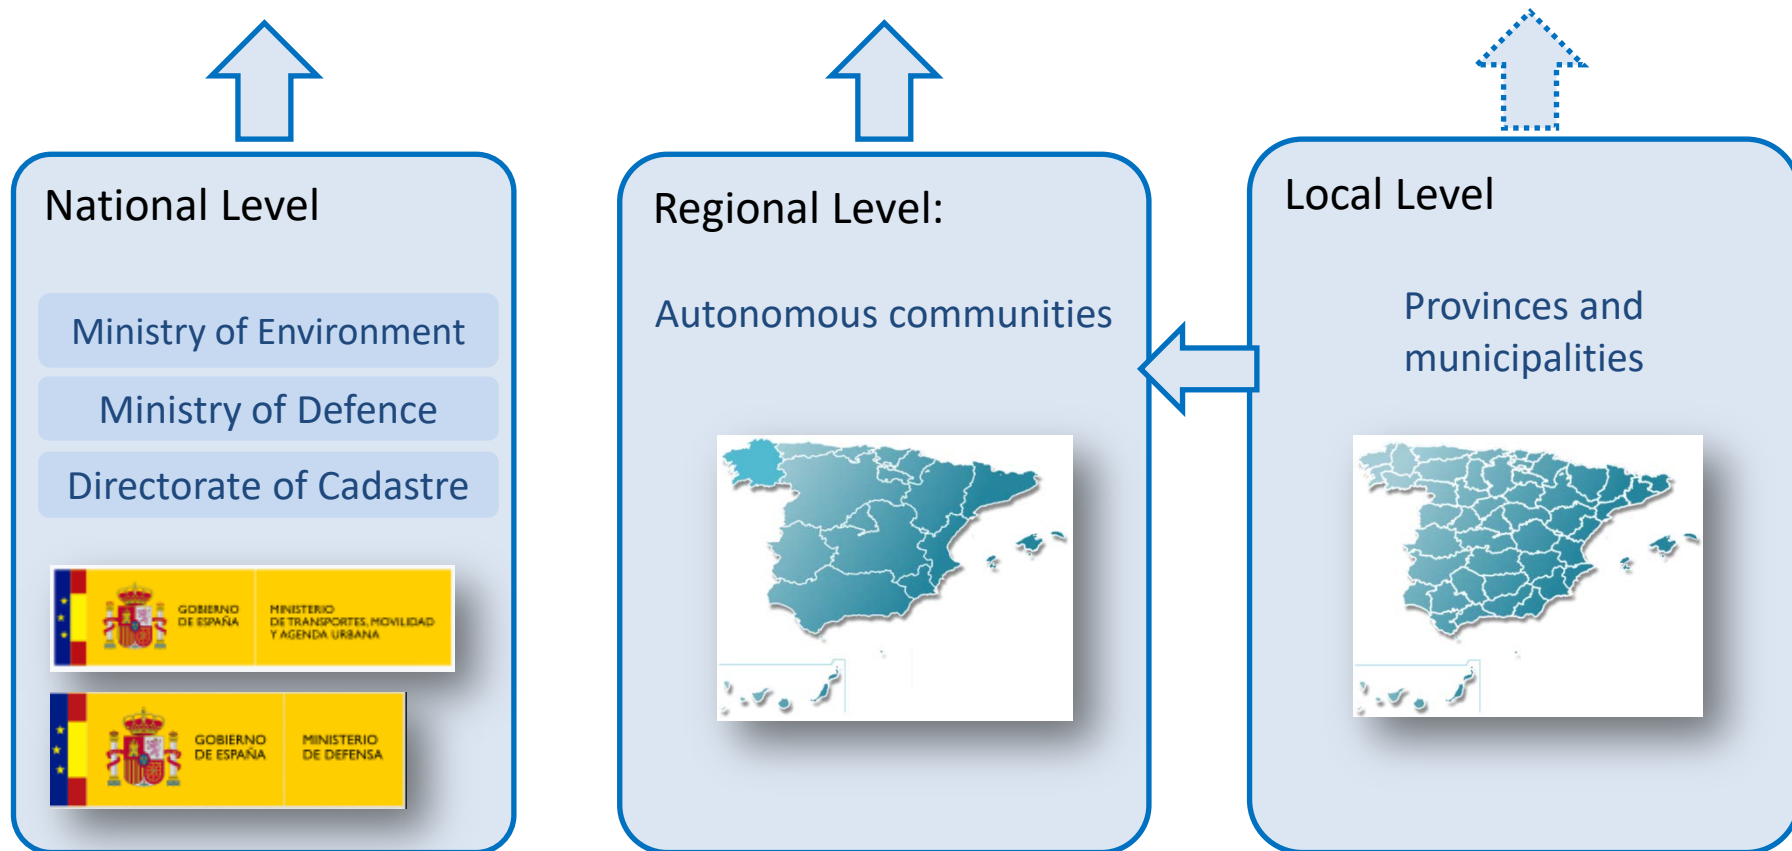 National Level
Ministry of Environment
Ministry of Defence
Directorate of Cadastre
GOBIERNO
DE ESPAÑA
MINISTERIO
DE TRANSPORTES, MOVILIDAD
Y AGENDA URBANA
GOBIERNO
DE ESPAÑA
MINISTERIO
DE DEFENSA
Regional Level:
Autonomous communities
Local Level
Provinces and
municipalities